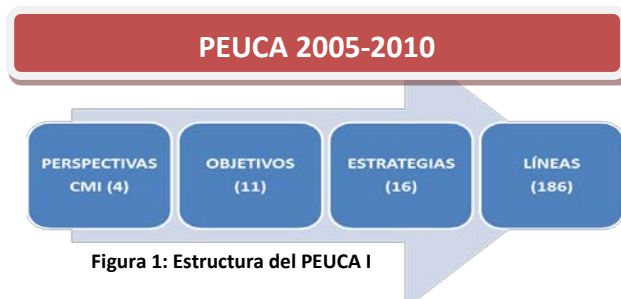 PEUCA 2005-2010
PERSPECTIVAS
CMI (4)
OBJETIVOS
(11)
ESTRATEGIAS
(16)
LÍNEAS
(186)
Figura 1: Estructura del PEUCA I